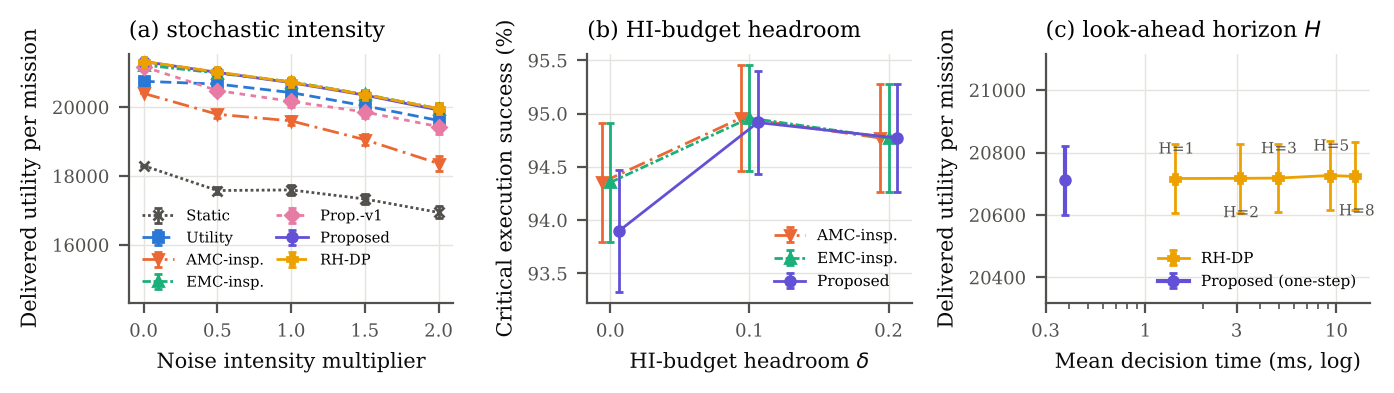 (a) stochastic intensity
Delivered utility per mission
20000
18000
16000
Static
Utility
AMC-insp.
EMC-insp.
Prop.-v1
Proposed
RH-DP
0.0 0.5 1.0 1.5 2.0
Noise intensity multiplier
(b) HI-budget headroom
Critical execution success (%)
95.5
95.0
94.5
94.0
93.5
AMC-insp.
EMC-insp.
Proposed
0.0 0.1 0.2
HI-budget headroom δ
(c) look-ahead horizon H
Delivered utility per mission
21000
20800
20600
20400
H=1 H=3 H=5
H=2 H=8
RH-DP
Proposed (one-step)
0.3 1 3 10
Mean decision time (ms, log)